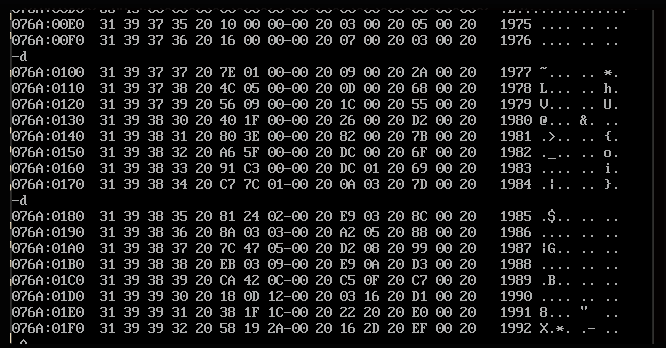 076A:00E0 31 39 37 35 20 10 00 00-00 20 03 00 20 05 00 20 1975 ..... .. ..
076A:00F0 31 39 37 36 20 16 00 00-00 20 07 00 20 03 00 20 1976 ..... .. ..
-d
076A:0100 31 39 37 37 20 7E 01 00-00 20 09 00 20 2A 00 20 1977 ~... .. *.
076A:0110 31 39 37 38 20 4C 05 00-00 20 0D 00 20 68 00 20 1978 L... .. h.
076A:0120 31 39 37 39 20 56 09 00-00 20 1C 00 20 55 00 20 1979 V... .. U.
076A:0130 31 39 38 30 20 40 1F 00-00 20 26 00 20 D2 00 20 1980 @... &. ..
076A:0140 31 39 38 31 20 80 3E 00-00 20 82 00 20 7B 00 20 1981 .>.. .. {.
076A:0150 31 39 38 32 20 A6 5F 00-00 20 DC 00 20 6F 00 20 1982 ._.. .. o.
076A:0160 31 39 38 33 20 91 C3 00-00 20 DC 01 20 69 00 20 1983 .... .. i.
076A:0170 31 39 38 34 20 C7 7C 01-00 20 0A 03 20 7D 00 20 1984 .|.. .. }.
-d
076A:0180 31 39 38 35 20 81 24 02-00 20 E9 03 20 8C 00 20 1985 .$.. .. ..
076A:0190 31 39 38 36 20 8A 03 03-00 20 A2 05 20 88 00 20 1986 .... .. ..
076A:01A0 31 39 38 37 20 7C 47 05-00 20 D2 08 20 99 00 20 1987 |G.. .. ..
076A:01B0 31 39 38 38 20 EB 03 09-00 20 E9 0A 20 D3 00 20 1988 .... .. ..
076A:01C0 31 39 38 39 20 CA 42 0C-00 20 C5 0F 20 C7 00 20 1989 .B.. .. ..
076A:01D0 31 39 39 30 20 18 0D 12-00 20 03 16 20 D1 00 20 1990 .... .. ..
076A:01E0 31 39 39 31 20 38 1F 1C-00 20 22 20 20 E0 00 20 1991 8... "  ..
076A:01F0 31 39 39 32 20 58 19 2A-00 20 16 2D 20 EF 00 20 1992 X.*. .- ..